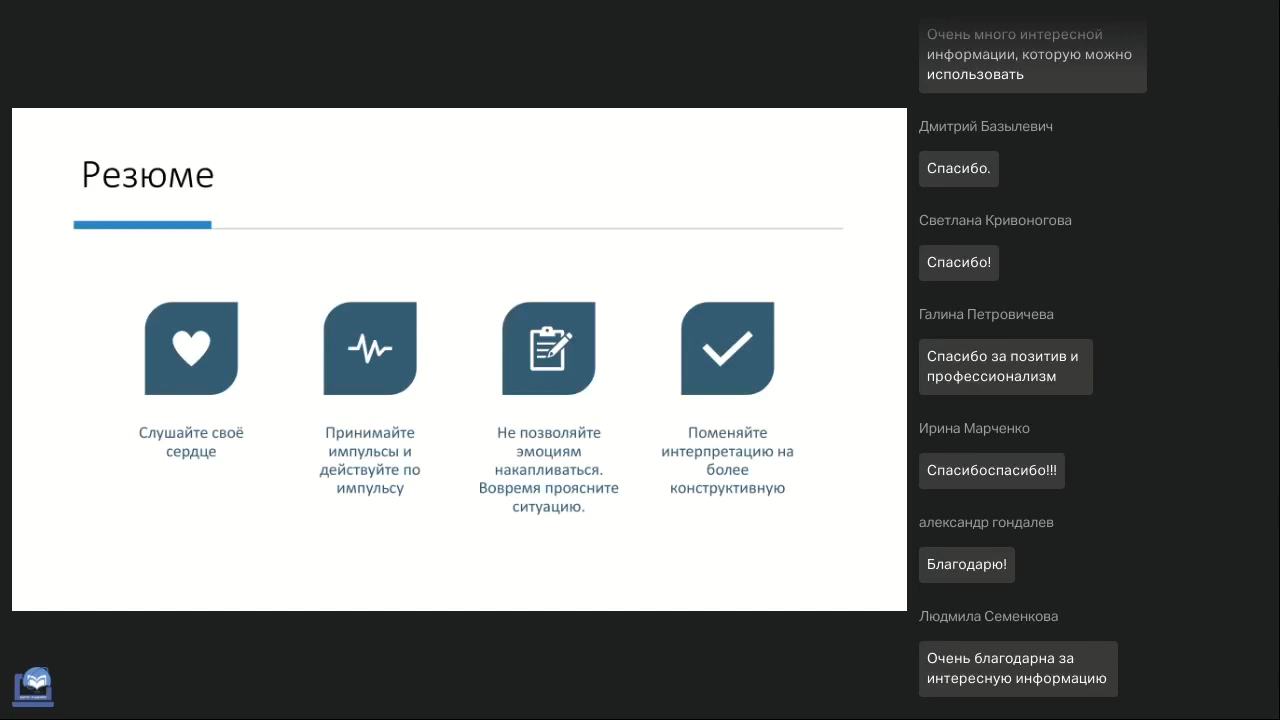 Резюме
Слушайте своё
сердце
Принимайте
импульсы и
действуйте по
импульсу
Не позволяйте
эмоциям
накапливаться.
Вовремя проясните
ситуацию.
Поменяйте
интерпретацию на
более
конструктивную
Очень много интересной
информации, которую можно
использовать
Дмитрий Базылевич
Спасибо.
Светлана Кривоногова
Спасибо!
Галина Петровичева
Спасибо за позитив и
профессионализм
Ирина Марченко
Спасибоспасибо!!!
александр гондалев
Благодарю!
Людмила Семенкова
Очень благодарна за
интересную информацию